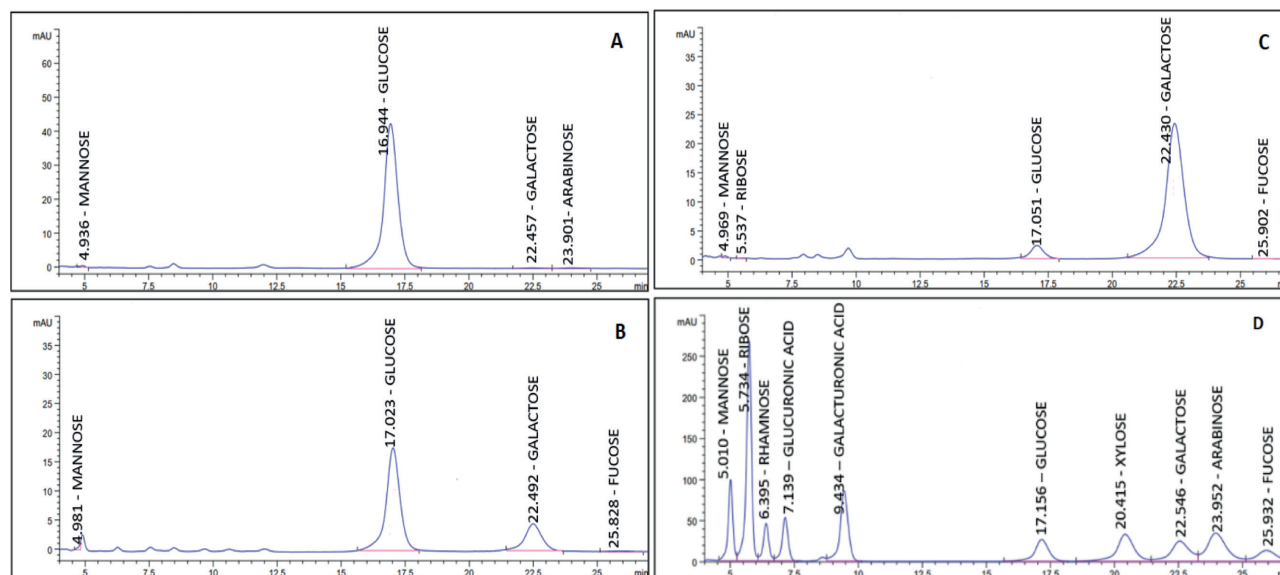 A
mAU
70
60
50
40
30
20
10
0
4.936 - MANNOSE
16.944 - GLUCOSE
22.457 - GALACTOSE
23.901- ARABINOSE
5
7.5
10
12.5
15
17.5
20
22.5
25
min
B
mAU
35
30
25
20
15
10
5
0
4.981 - MANNOSE
17.023 - GLUCOSE
22.492 - GALACTOSE
25.828 - FUCOSE
5
7.5
10
12.5
15
17.5
20
22.5
25
min
C
mAU
35
30
25
20
15
10
5
0
4.969 - MANNOSE
5.537 - RIBOSE
17.051 - GLUCOSE
22.430 - GALACTOSE
25.902 - FUCOSE
5
7.5
10
12.5
15
17.5
20
22.5
25
min
D
mAU
250
200
150
100
50
0
5.010 - MANNOSE
5.734 - RIBOSE
6.395 - RHAMNOSE
7.139 – GLUCURONIC ACID
9.434 – GALACTURONIC ACID
17.156 – GLUCOSE
20.415 - XYLOSE
22.546 - GALACTOSE
23.952 - ARABINOSE
25.932 - FUCOSE
5
7.5
10
12.5
15
17.5
20
22.5
25
min